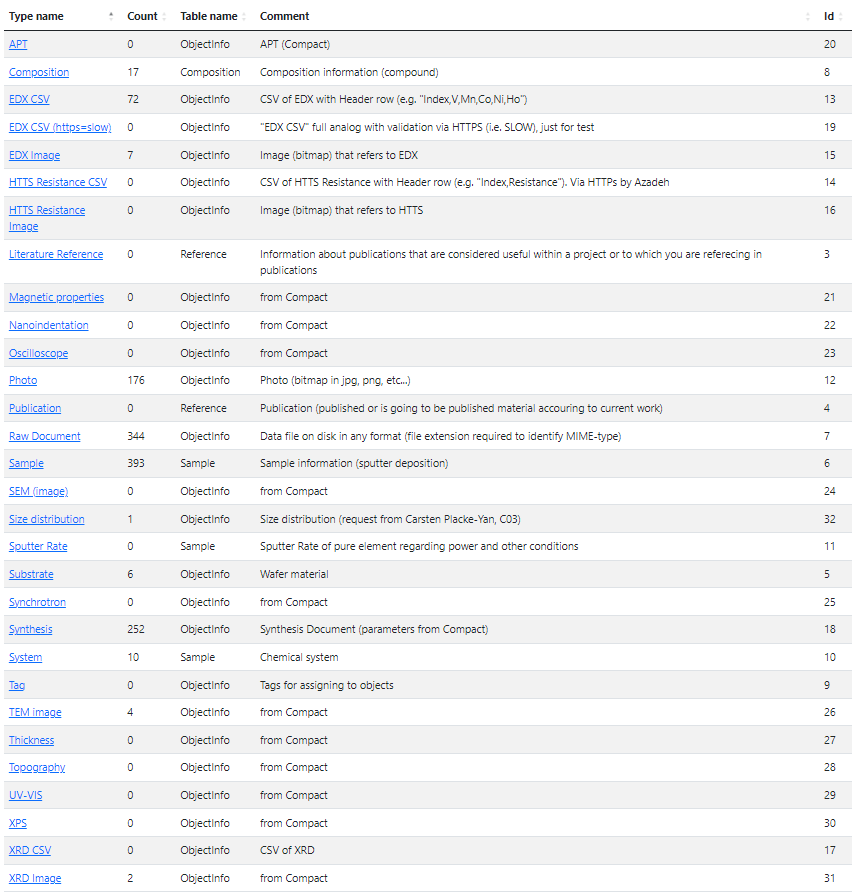 Type name Count Table name Comment Id
APT 0 ObjectInfo APT (Compact) 20
Composition 17 Composition Composition information (compound) 8
EDX CSV 72 ObjectInfo CSV of EDX with Header row (e.g. "Index,V,Mn,Co,Ni,Ho") 13
EDX CSV (https=slow) 0 ObjectInfo "EDX CSV" full analog with validation via HTTPS (i.e. SLOW), just for test 19
EDX Image 7 ObjectInfo Image (bitmap) that refers to EDX 15
HTTS Resistance CSV 0 ObjectInfo CSV of HTTS Resistance with Header row (e.g. "Index,Resistance"). Via HTTPs by Azadeh 14
HTTS Resistance 0 ObjectInfo Image (bitmap) that refers to HTTS 16
Image
Literature Reference 0 Reference Information about publications that are considered useful within a project or to which you are referecing in 3
publications
Magnetic properties 0 ObjectInfo from Compact 21
Nanoindentation 0 ObjectInfo from Compact 22
Oscilloscope 0 ObjectInfo from Compact 23
Photo 176 ObjectInfo Photo (bitmap in jpg, png, etc...) 12
Publication 0 Reference Publication (published or is going to be published material accouring to current work) 4
Raw Document 344 ObjectInfo Data file on disk in any format (file extension required to identify MIME-type) 7
Sample 393 Sample Sample information (sputter deposition) 6
SEM (image) 0 ObjectInfo from Compact 24
Size distribution 1 ObjectInfo Size distribution (request from Carsten Placke-Yan, C03) 32
Sputter Rate 0 Sample Sputter Rate of pure element regarding power and other conditions 11
Substrate 6 ObjectInfo Wafer material 5
Synchrotron 0 ObjectInfo from Compact 25
Synthesis 252 ObjectInfo Synthesis Document (parameters from Compact) 18
System 10 Sample Chemical system 10
Tag 0 ObjectInfo Tags for assigning to objects 9
TEM image 4 ObjectInfo from Compact 26
Thickness 0 ObjectInfo from Compact 27
Topography 0 ObjectInfo from Compact 28
UV-VIS 0 ObjectInfo from Compact 29
XPS 0 ObjectInfo from Compact 30
XRD CSV 0 ObjectInfo CSV of XRD 17
XRD Image 2 ObjectInfo from Compact 31